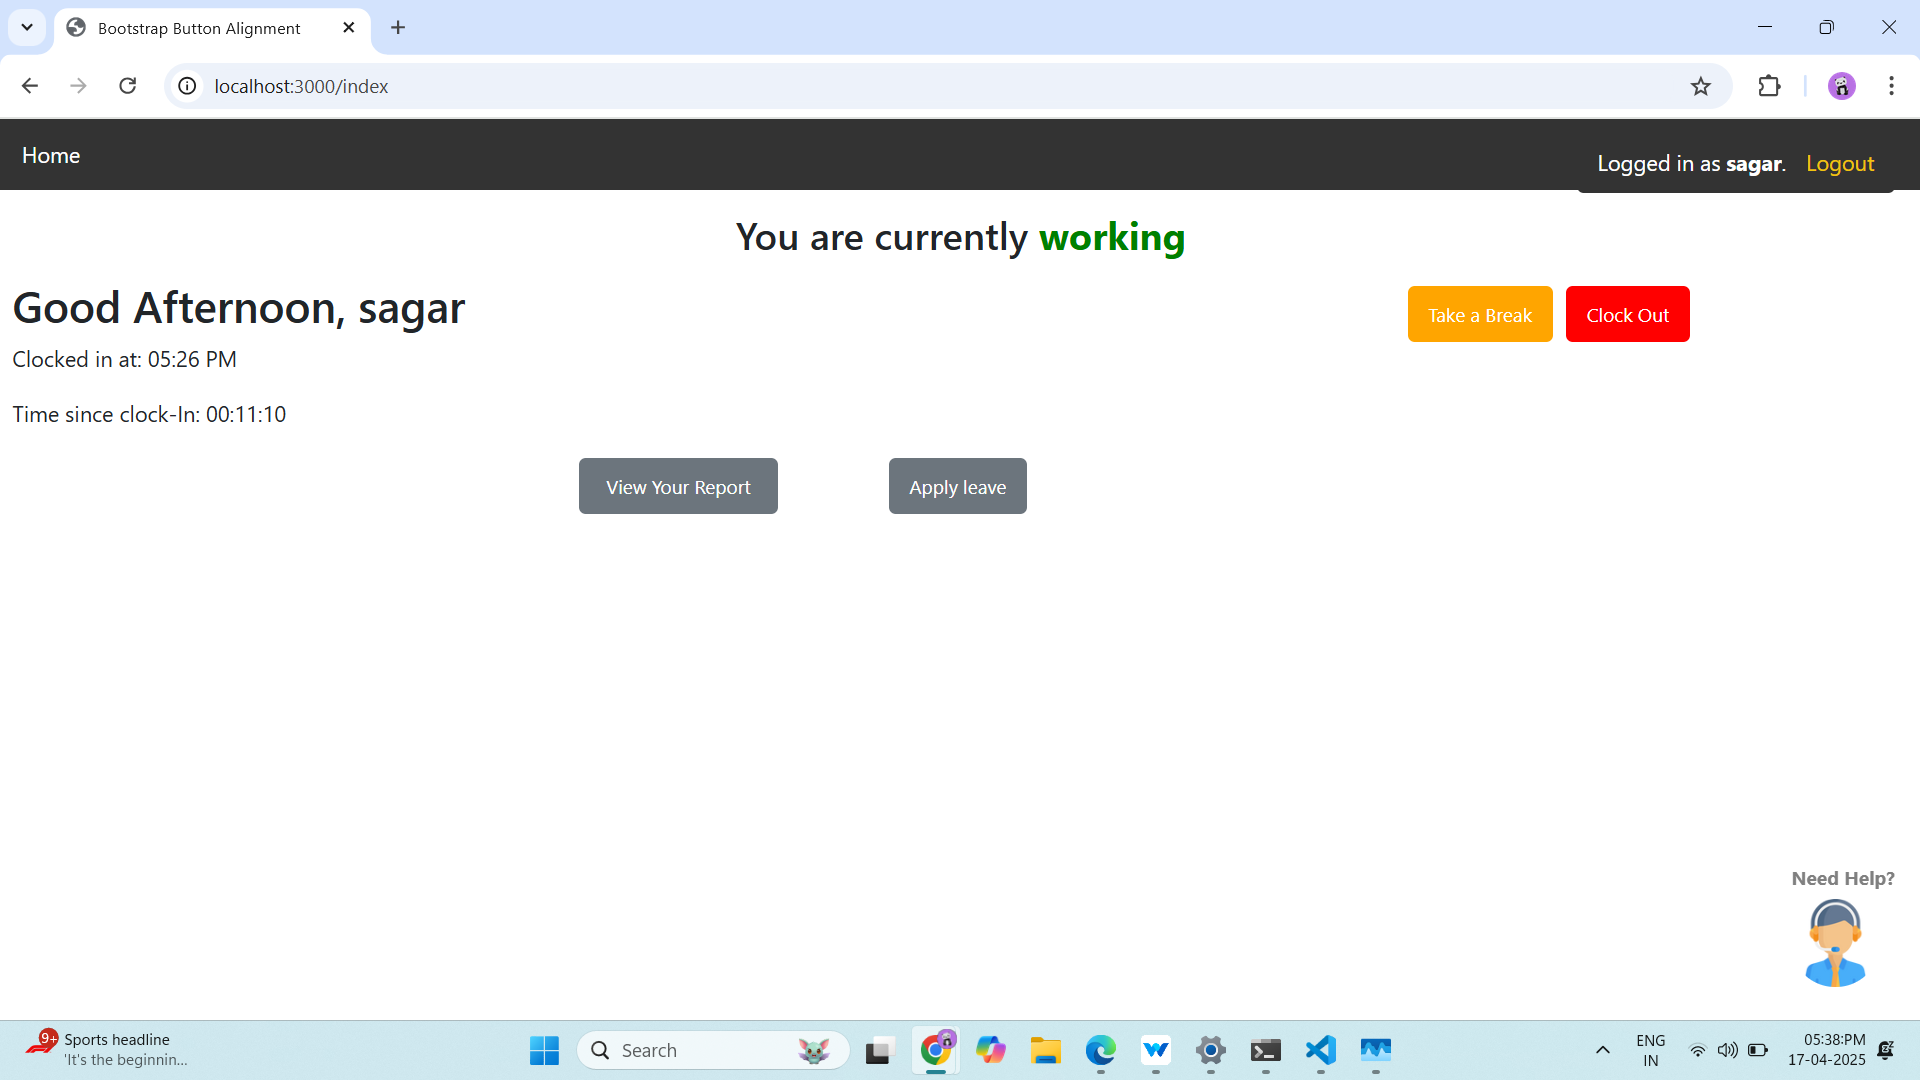 Bootstrap Button Alignment
localhost:3000/index
Home
Logged in as sagar. Logout
You are currently working
Good Afternoon, sagar
Take a Break
Clock Out
Clocked in at: 05:26 PM
Time since clock-In: 00:11:10
View Your Report
Apply leave
Need Help?
9+
Sports headline
'It's the beginnin...
Search
ENG
IN
05:38:PM
17-04-2025